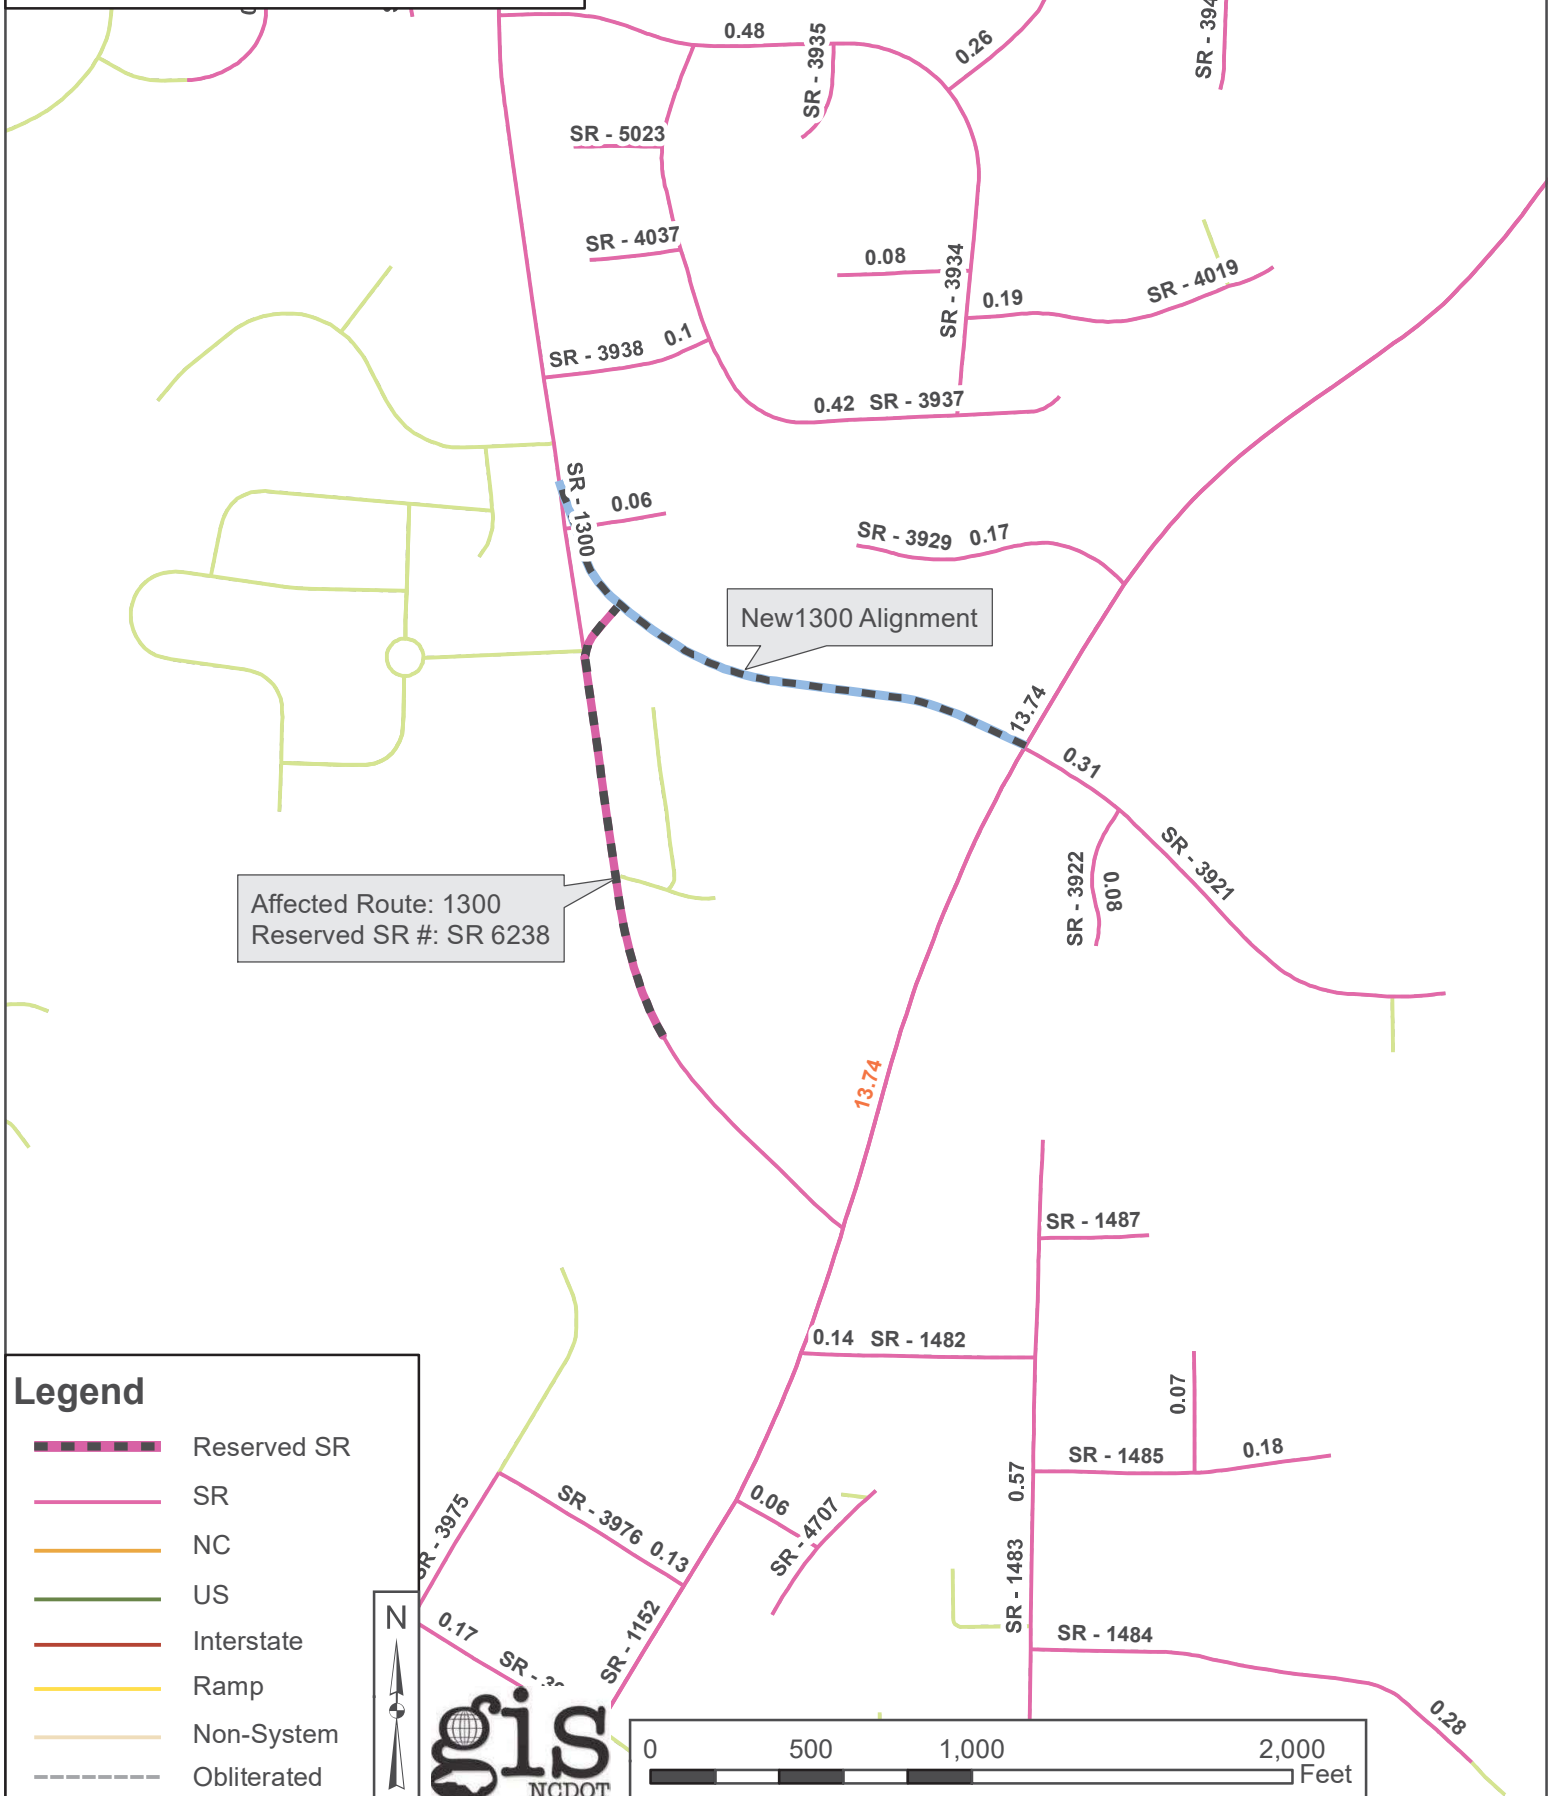 0.48
SR - 3935
0.26
SR - 394
SR - 5023
SR - 4037
0.08
SR - 3934
0.19
SR - 4019
SR - 3938 0.1
0.42 SR - 3937
SR - 1300
0.06
SR - 3929 0.17
New1300 Alignment
13.74
0.31
SR - 3922
0.08
SR - 3921
Affected Route: 1300
Reserved SR #: SR 6238
13.74
SR - 1487
0.14 SR - 1482
0.07
SR - 1485
0.18
0.57
SR - 1483
SR - 3975
SR - 3976 0.13
0.06
SR - 4707
0.17
SR - 39
SR - 1152
SR - 1484
0.28
Legend
Reserved SR
SR
NC
US
Interstate
Ramp
Non-System
Obliterated
N
gis
NCDOT
0 500 1,000 2,000
Feet